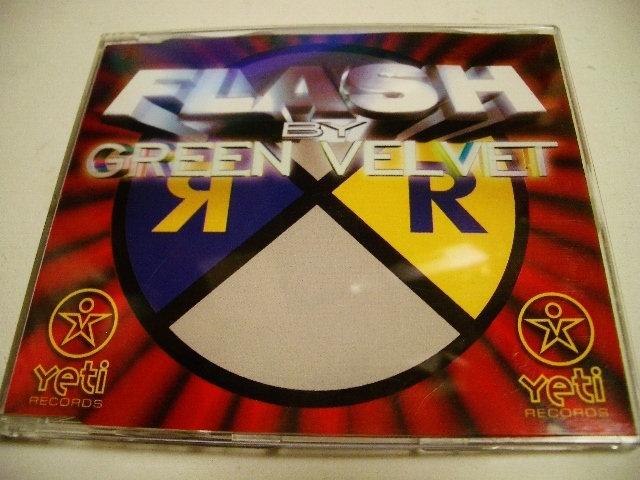 FLASH
BY
GREEN VELVET
Я R
Yeti
RECORDS
Yeti
RECORDS